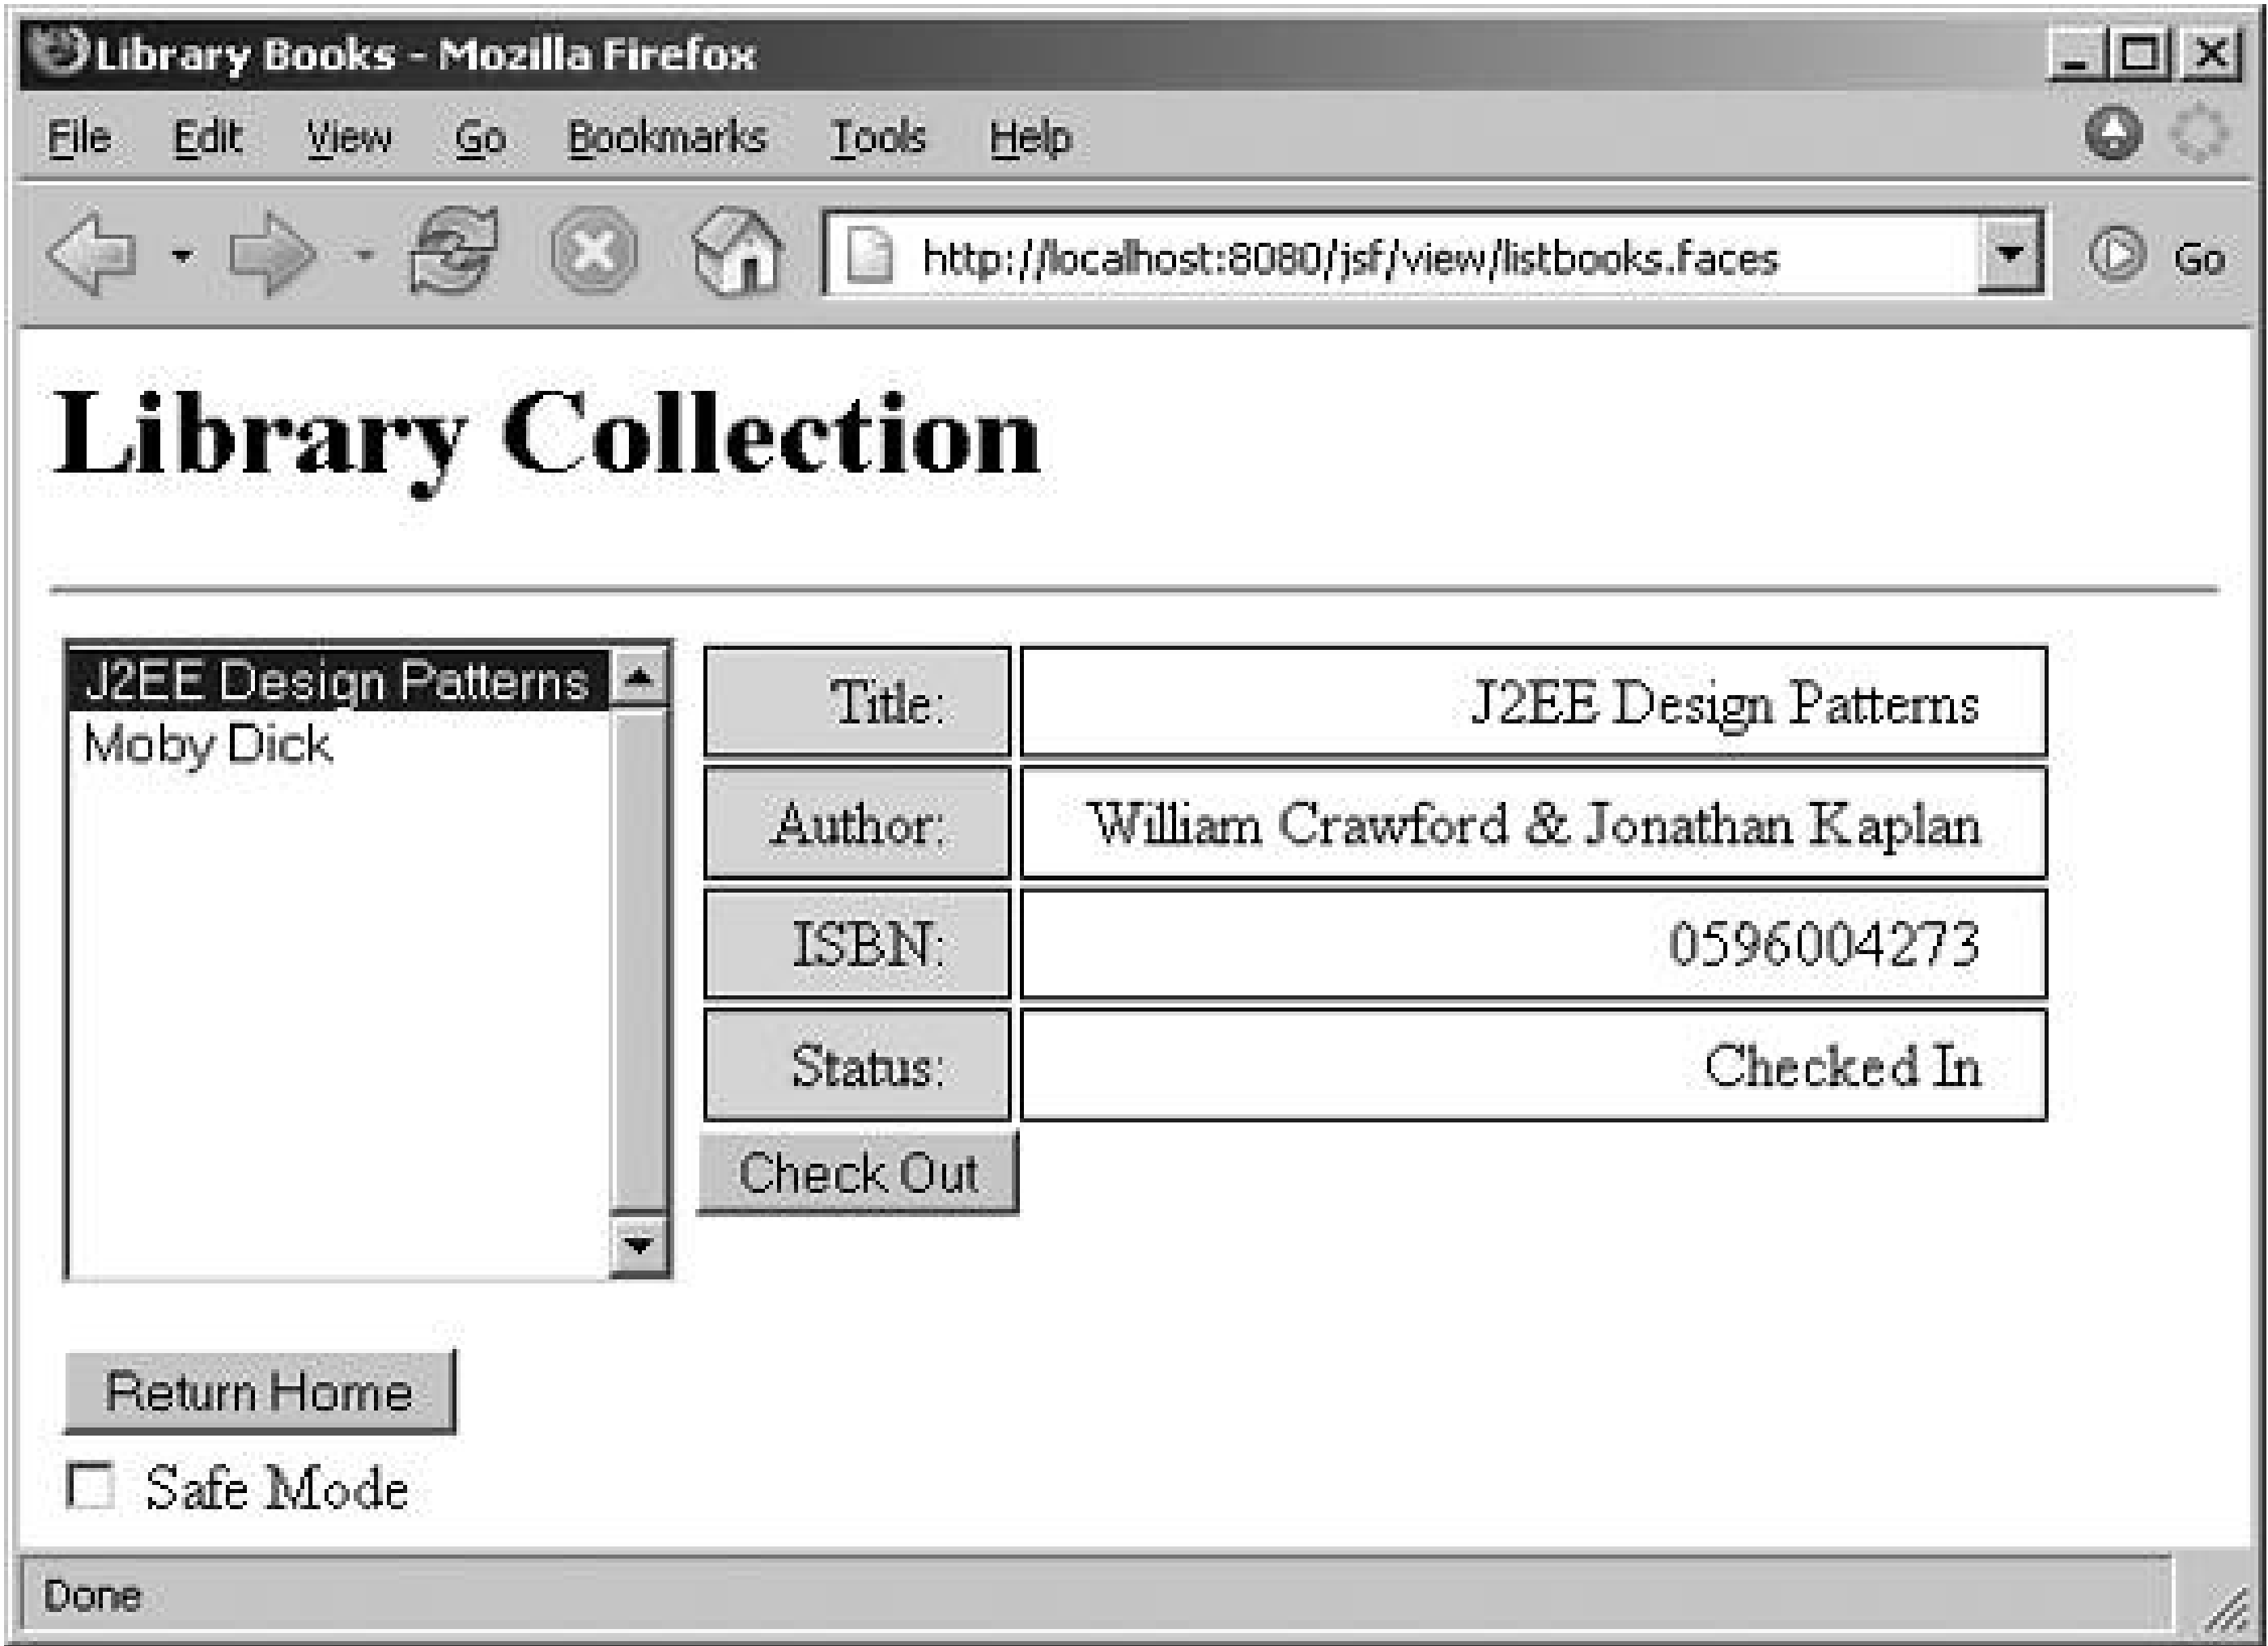 Library Books - Mozilla Firefox
File Edit View Go Bookmarks Tools Help
http://localhost:8080/jsf/view/listbooks.faces Go
Library Collection
J2EE Design Patterns
Moby Dick
Title: J2EE Design Patterns
Author: William Crawford & Jonathan Kaplan
ISBN: 0596004273
Status: Checked In
Check Out
Return Home
Safe Mode
Done